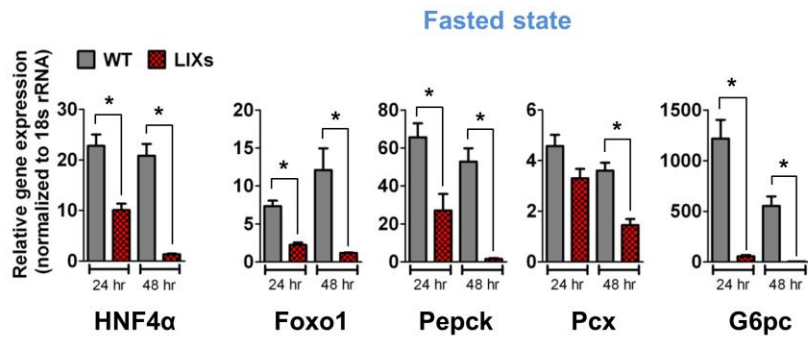 Fasted state
WT LIXs
Relative gene expression
(normalized to 18s rRNA)
30
20
10
0
* *
24 hr 48 hr
HNF4α
20
15
10
5
0
* *
24 hr 48 hr
Foxo1
80
60
40
20
0
* *
24 hr 48 hr
Pepck
6
4
2
0
*
24 hr 48 hr
Pcx
1500
1000
500
0
* *
24 hr 48 hr
G6pc